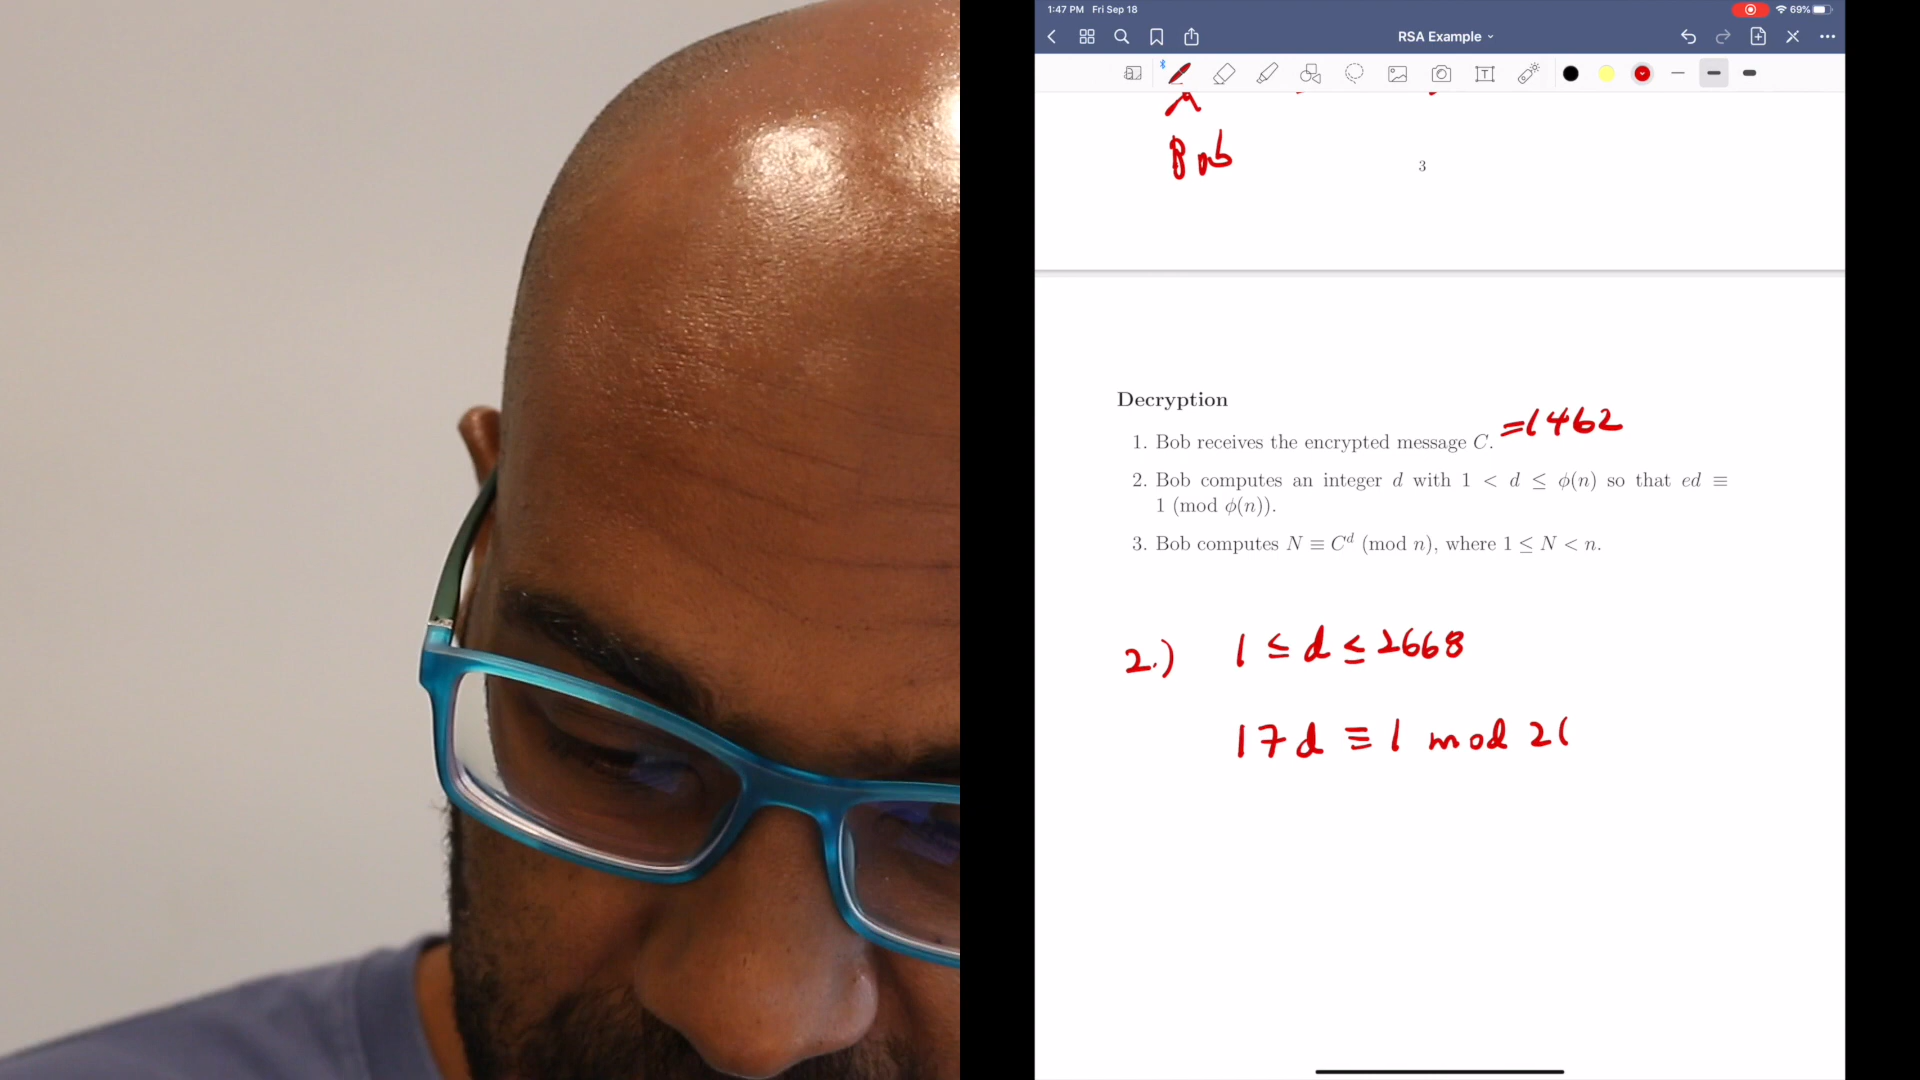 1:47 PM Fri Sep 18
69%
RSA Example
Bob
3
Decryption
1. Bob receives the encrypted message C. =1462
2. Bob computes an integer d with 1 < d ≤ ϕ(n) so that ed ≡
1 (mod ϕ(n)).
3. Bob computes N ≡ C^d (mod n), where 1 ≤ N < n.
2.) 1 ≤ d ≤ 2668
17d ≡ 1 mod 2(